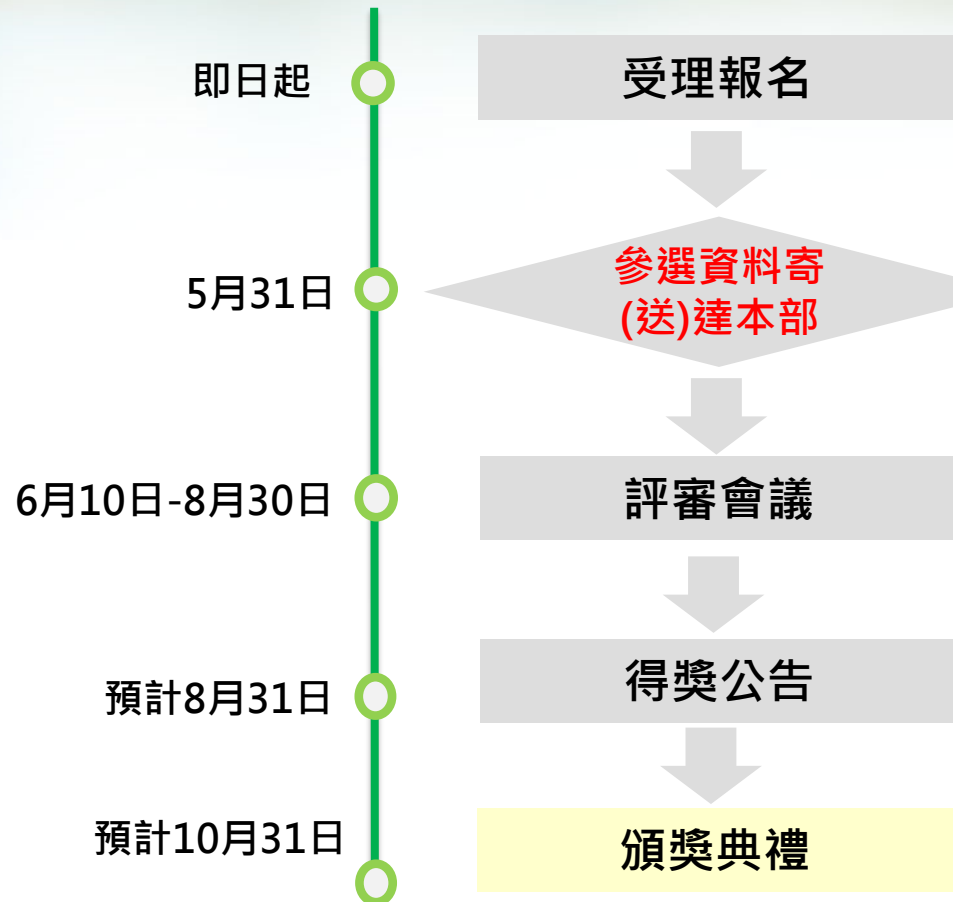 即日起
受理報名
5月31日
參選資料寄
(送)達本部
6月10日-8月30日
評審會議
預計8月31日
得獎公告
預計10月31日
頒獎典禮